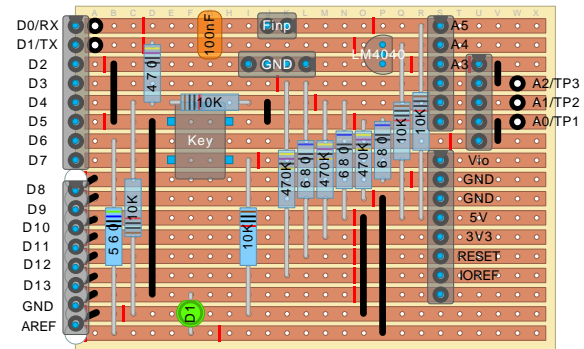 A B C D E F G H I J K L M N O P Q R S T U V W X
D0/RX
D1/TX
D2
D3
D4
D5
D6
D7
D8
D9
D10
D11
D12
D13
GND
AREF
470
100nF
Finp
GND
LM4040
10K
Key
560
10K
10K
D1
470K
680
470K
680
470K
680
10K
10K
A5
A4
A3
A2/TP3
A1/TP2
A0/TP1
Vio
GND
GND
5V
3V3
RESET
IOREF